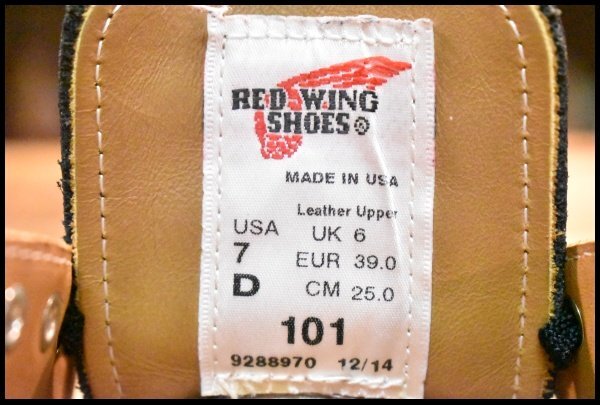 RED WING
SHOES®
MADE IN USA
Leather Upper
USA UK 6
7 EUR 39.0
D CM 25.0
101
9288970 12/14